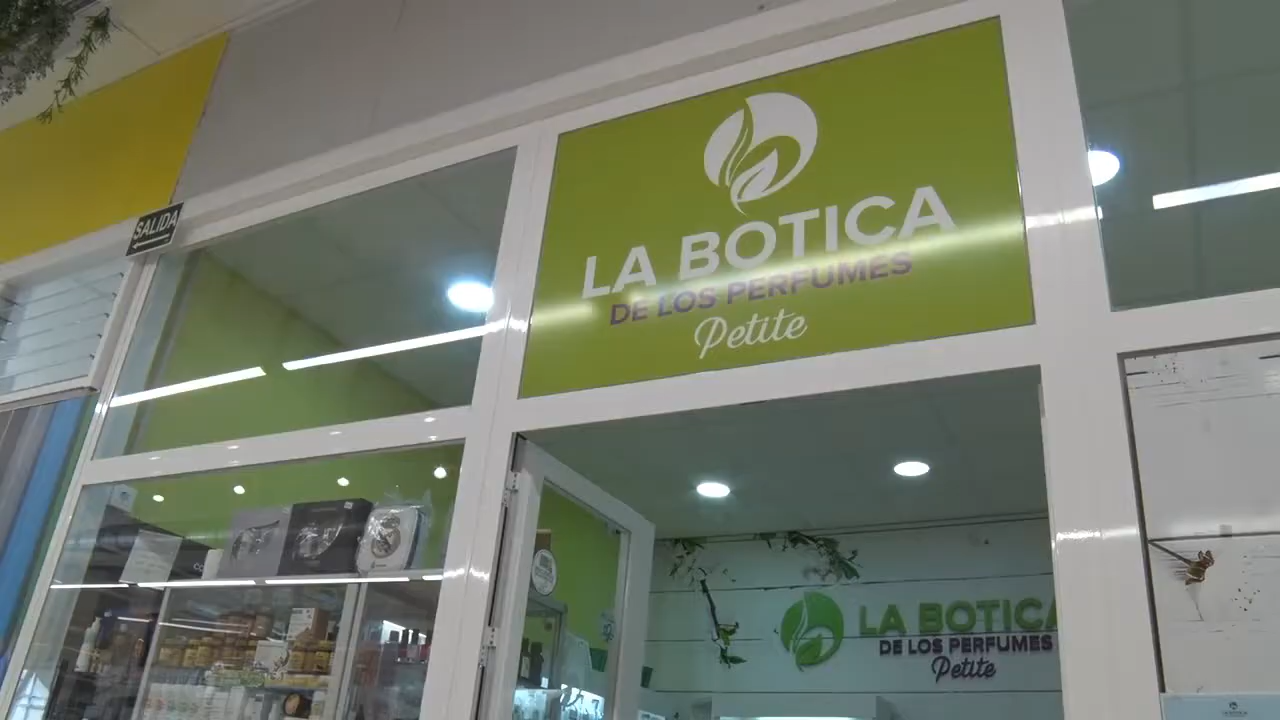 SALIDA
LA BOTICA
DE LOS PERFUMES
Petite
LA BOTICA
DE LOS PERFUMES
Petite